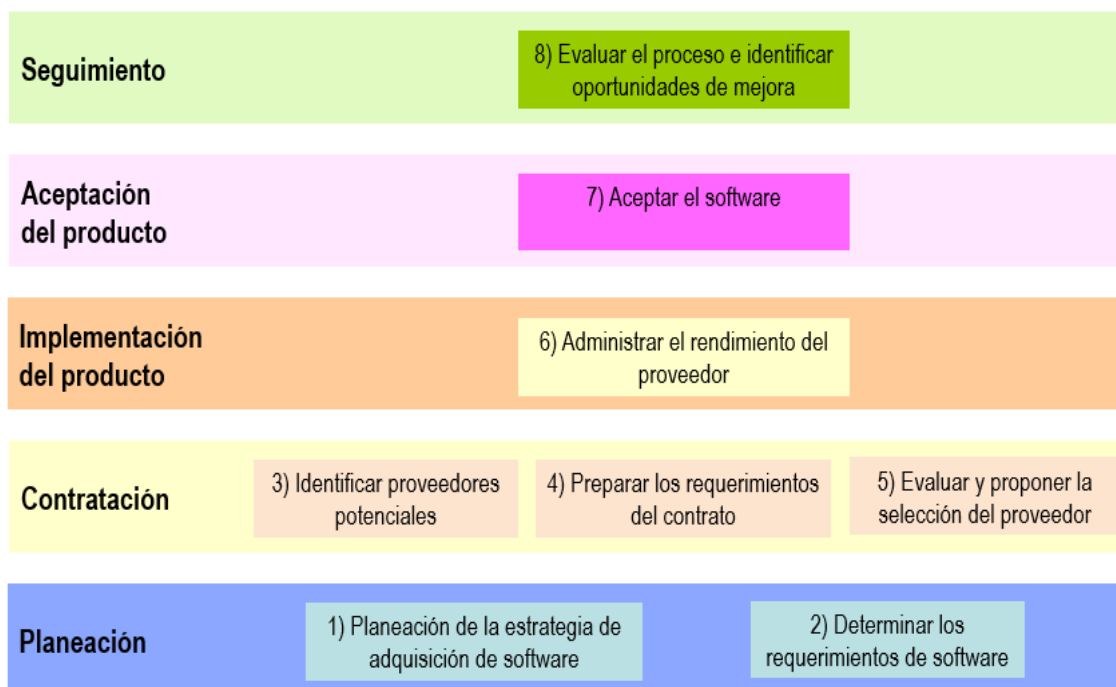 Seguimiento
8) Evaluar el proceso e identificar
oportunidades de mejora
Aceptación
del producto
7) Aceptar el software
Implementación
del producto
6) Administrar el rendimiento del
proveedor
Contratación
3) Identificar proveedores
potenciales
4) Preparar los requerimientos
del contrato
5) Evaluar y proponer la
selección del proveedor
Planeación
1) Planeación de la estrategia de
adquisición de software
2) Determinar los
requerimientos de software